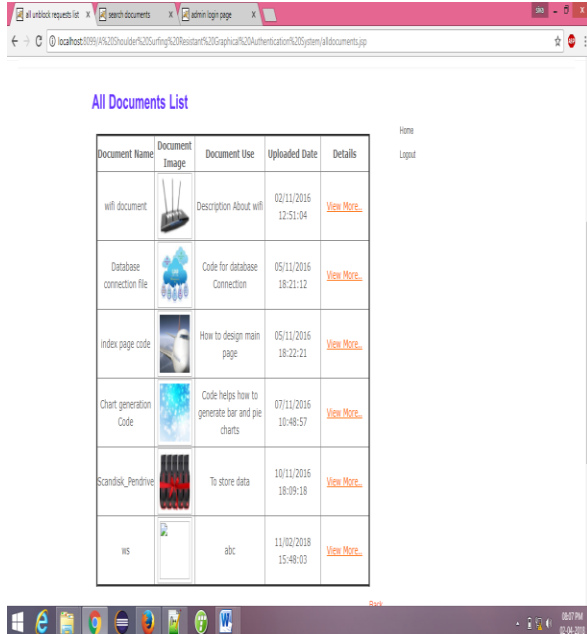 all unblock requests list x
search documents x
admin login page x
localhost:8099/A%20Shoulder%20Surfing%20Resistant%20Graphical%20Authentication%20System/alldocuments.jsp
All Documents List
Home
Logout
Document Name Document Image Document Use Uploaded Date Details
wifi document Description About wifi 02/11/2016 12:51:04 View More..
Database connection file Code for database Connection 05/11/2016 18:21:12 View More..
index page code How to design main page 05/11/2016 18:22:21 View More..
Chart generation Code Code helps how to generate bar and pie charts 07/11/2016 10:48:57 View More..
Scandisk_Pendrive To store data 10/11/2016 18:09:18 View More..
ws abc 11/02/2018 15:48:03 View More..
Back
08:07 PM